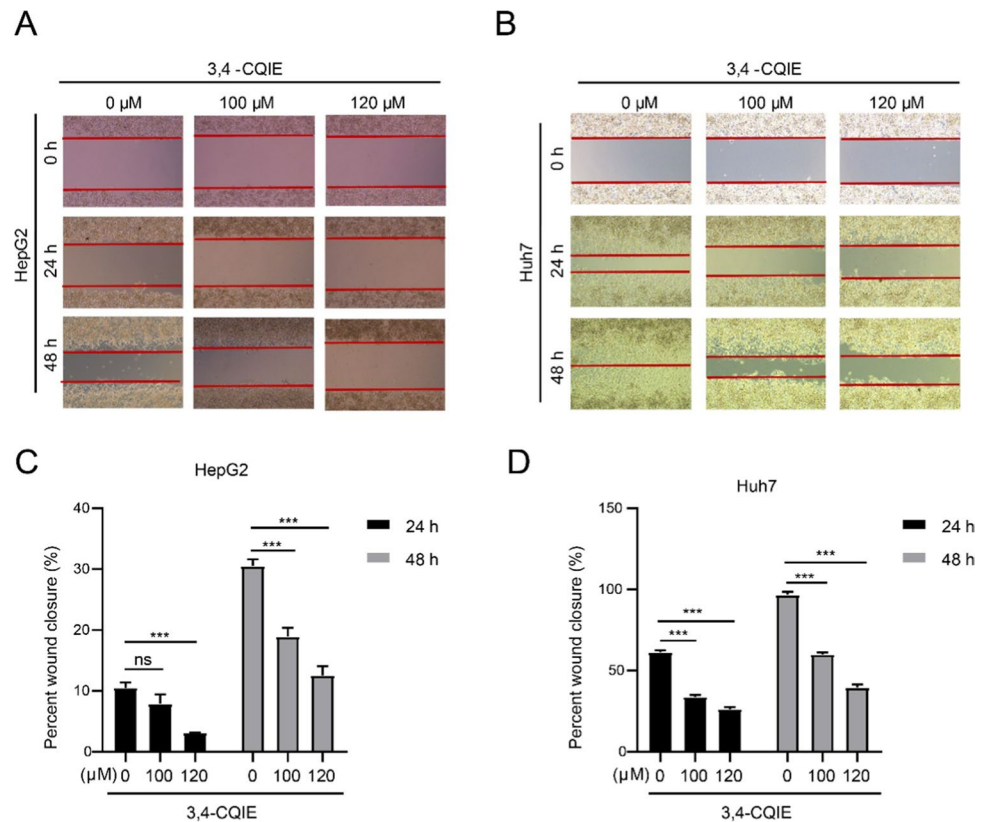 A
3,4 -CQIE
0 μM 100 μM 120 μM
HepG2
0 h
24 h
48 h
B
3,4 -CQIE
0 μM 100 μM 120 μM
Huh7
0 h
24 h
48 h
C
HepG2
Percent wound closure (%)
40
30
20
10
0
ns
***
***
***
24 h
48 h
(μM) 0 100 120 0 100 120
3,4-CQIE
D
Huh7
Percent wound closure (%)
150
100
50
0
***
***
***
***
24 h
48 h
(μM) 0 100 120 0 100 120
3,4-CQIE